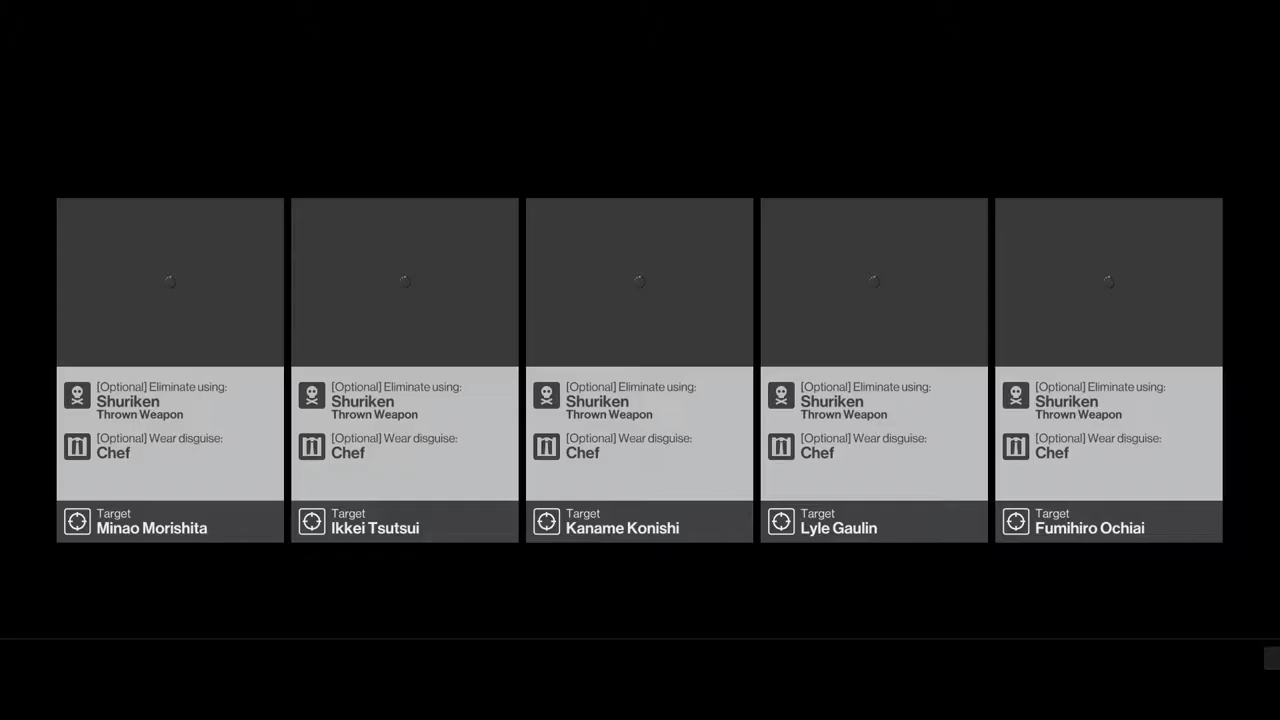 [Optional] Eliminate using:
Shuriken
Thrown Weapon
[Optional] Wear disguise:
Chef
Target
Minao Morishita
[Optional] Eliminate using:
Shuriken
Thrown Weapon
[Optional] Wear disguise:
Chef
Target
Ikkei Tsutsui
[Optional] Eliminate using:
Shuriken
Thrown Weapon
[Optional] Wear disguise:
Chef
Target
Kaname Konishi
[Optional] Eliminate using:
Shuriken
Thrown Weapon
[Optional] Wear disguise:
Chef
Target
Lyle Gaulin
[Optional] Eliminate using:
Shuriken
Thrown Weapon
[Optional] Wear disguise:
Chef
Target
Fumihiro Ochiai